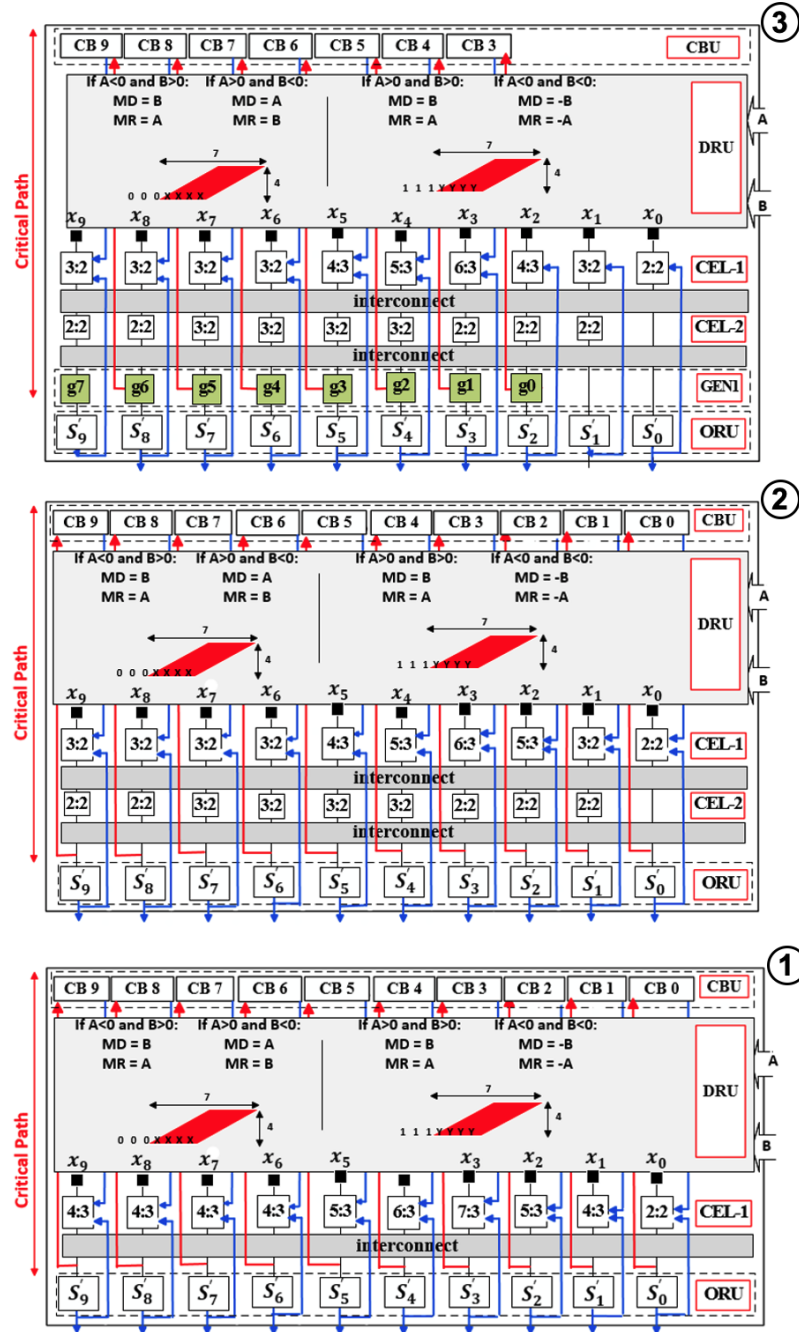 3
CB 9 CB 8 CB 7 CB 6 CB 5 CB 4 CB 3 CBU
If A<0 and B>0: If A>0 and B<0: If A>0 and B>0: If A<0 and B<0:
MD = B MD = A MD = B MD = -B
MR = A MR = B MR = A MR = -A
A
DRU
7 7
4 4
0 0 0 X X X X 1 1 1 Y Y Y Y
B
x₉ x₈ x₇ x₆ x₅ x₄ x₃ x₂ x₁ x₀
3:2 3:2 3:2 3:2 4:3 5:3 6:3 4:3 3:2 2:2 CEL-1
interconnect
2:2 2:2 3:2 3:2 3:2 3:2 2:2 2:2 2:2 CEL-2
interconnect
g7 g6 g5 g4 g3 g2 g1 g0 GEN1
S′₉ S′₈ S′₇ S′₆ S′₅ S′₄ S′₃ S′₂ S′₁ S′₀ ORU
Critical Path
2
CB 9 CB 8 CB 7 CB 6 CB 5 CB 4 CB 3 CB 2 CB 1 CB 0 CBU
If A<0 and B>0: If A>0 and B<0: If A>0 and B>0: If A<0 and B<0:
MD = B MD = A MD = B MD = -B
MR = A MR = B MR = A MR = -A
A
DRU
7 7
4 4
0 0 0 X X X X 1 1 1 Y Y Y Y
B
x₉ x₈ x₇ x₆ x₅ x₄ x₃ x₂ x₁ x₀
3:2 3:2 3:2 3:2 4:3 5:3 6:3 5:3 3:2 2:2 CEL-1
interconnect
2:2 2:2 3:2 3:2 3:2 3:2 2:2 2:2 2:2 CEL-2
interconnect
S′₉ S′₈ S′₇ S′₆ S′₅ S′₄ S′₃ S′₂ S′₁ S′₀ ORU
Critical Path
1
CB 9 CB 8 CB 7 CB 6 CB 5 CB 4 CB 3 CB 2 CB 1 CB 0 CBU
If A<0 and B>0: If A>0 and B<0: If A>0 and B>0: If A<0 and B<0:
MD = B MD = A MD = B MD = -B
MR = A MR = B MR = A MR = -A
A
DRU
7 7
4 4
0 0 0 X X X X 1 1 1 Y Y Y Y
B
x₉ x₈ x₇ x₆ x₅ x₄ x₃ x₂ x₁ x₀
4:3 4:3 4:3 4:3 5:3 6:3 7:3 5:3 4:3 2:2 CEL-1
interconnect
S′₉ S′₈ S′₇ S′₆ S′₅ S′₄ S′₃ S′₂ S′₁ S′₀ ORU
Critical Path